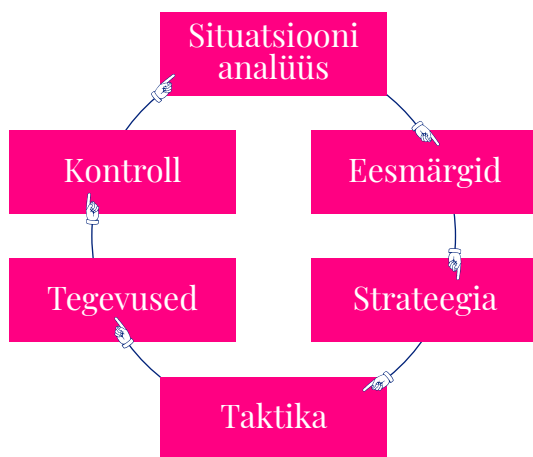 Situatsiooni
analüüs
Eesmärgid
Strateegia
Taktika
Tegevused
Kontroll